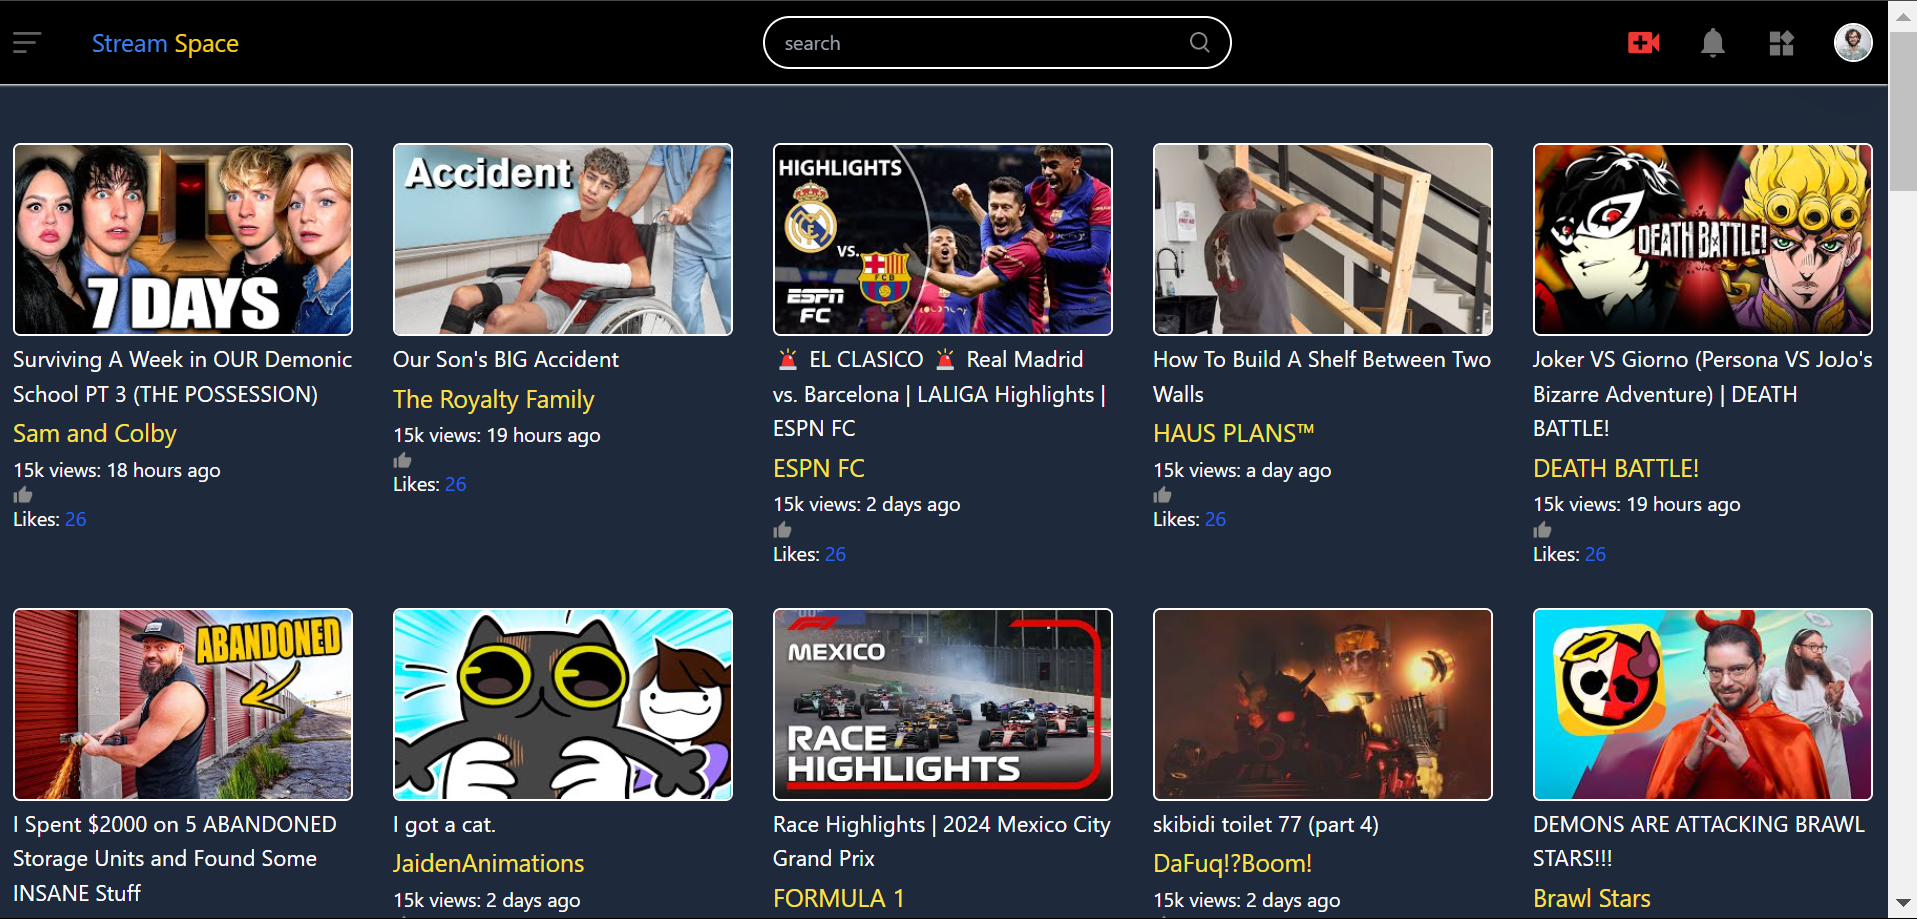 Stream Space
search
7 DAYS
Surviving A Week in OUR Demonic
School PT 3 (THE POSSESSION)
Sam and Colby
15k views: 18 hours ago
Likes: 26
Accident
Our Son's BIG Accident
The Royalty Family
15k views: 19 hours ago
Likes: 26
HIGHLIGHTS
VS.
FCB
ESPN
FC
🚨 EL CLASICO 🚨 Real Madrid
vs. Barcelona | LALIGA Highlights |
ESPN FC
ESPN FC
15k views: 2 days ago
Likes: 26
How To Build A Shelf Between Two
Walls
HAUS PLANS™
15k views: a day ago
Likes: 26
DEATH BATTLE!
Joker VS Giorno (Persona VS JoJo's
Bizarre Adventure) | DEATH
BATTLE!
DEATH BATTLE!
15k views: 19 hours ago
Likes: 26
ABANDONED
I Spent $2000 on 5 ABANDONED
Storage Units and Found Some
INSANE Stuff
I got a cat.
JaidenAnimations
15k views: 2 days ago
F1
MEXICO
RACE
HIGHLIGHTS
Race Highlights | 2024 Mexico City
Grand Prix
FORMULA 1
skibidi toilet 77 (part 4)
DaFuq!?Boom!
15k views: 2 days ago
DEMONS ARE ATTACKING BRAWL
STARS!!!
Brawl Stars